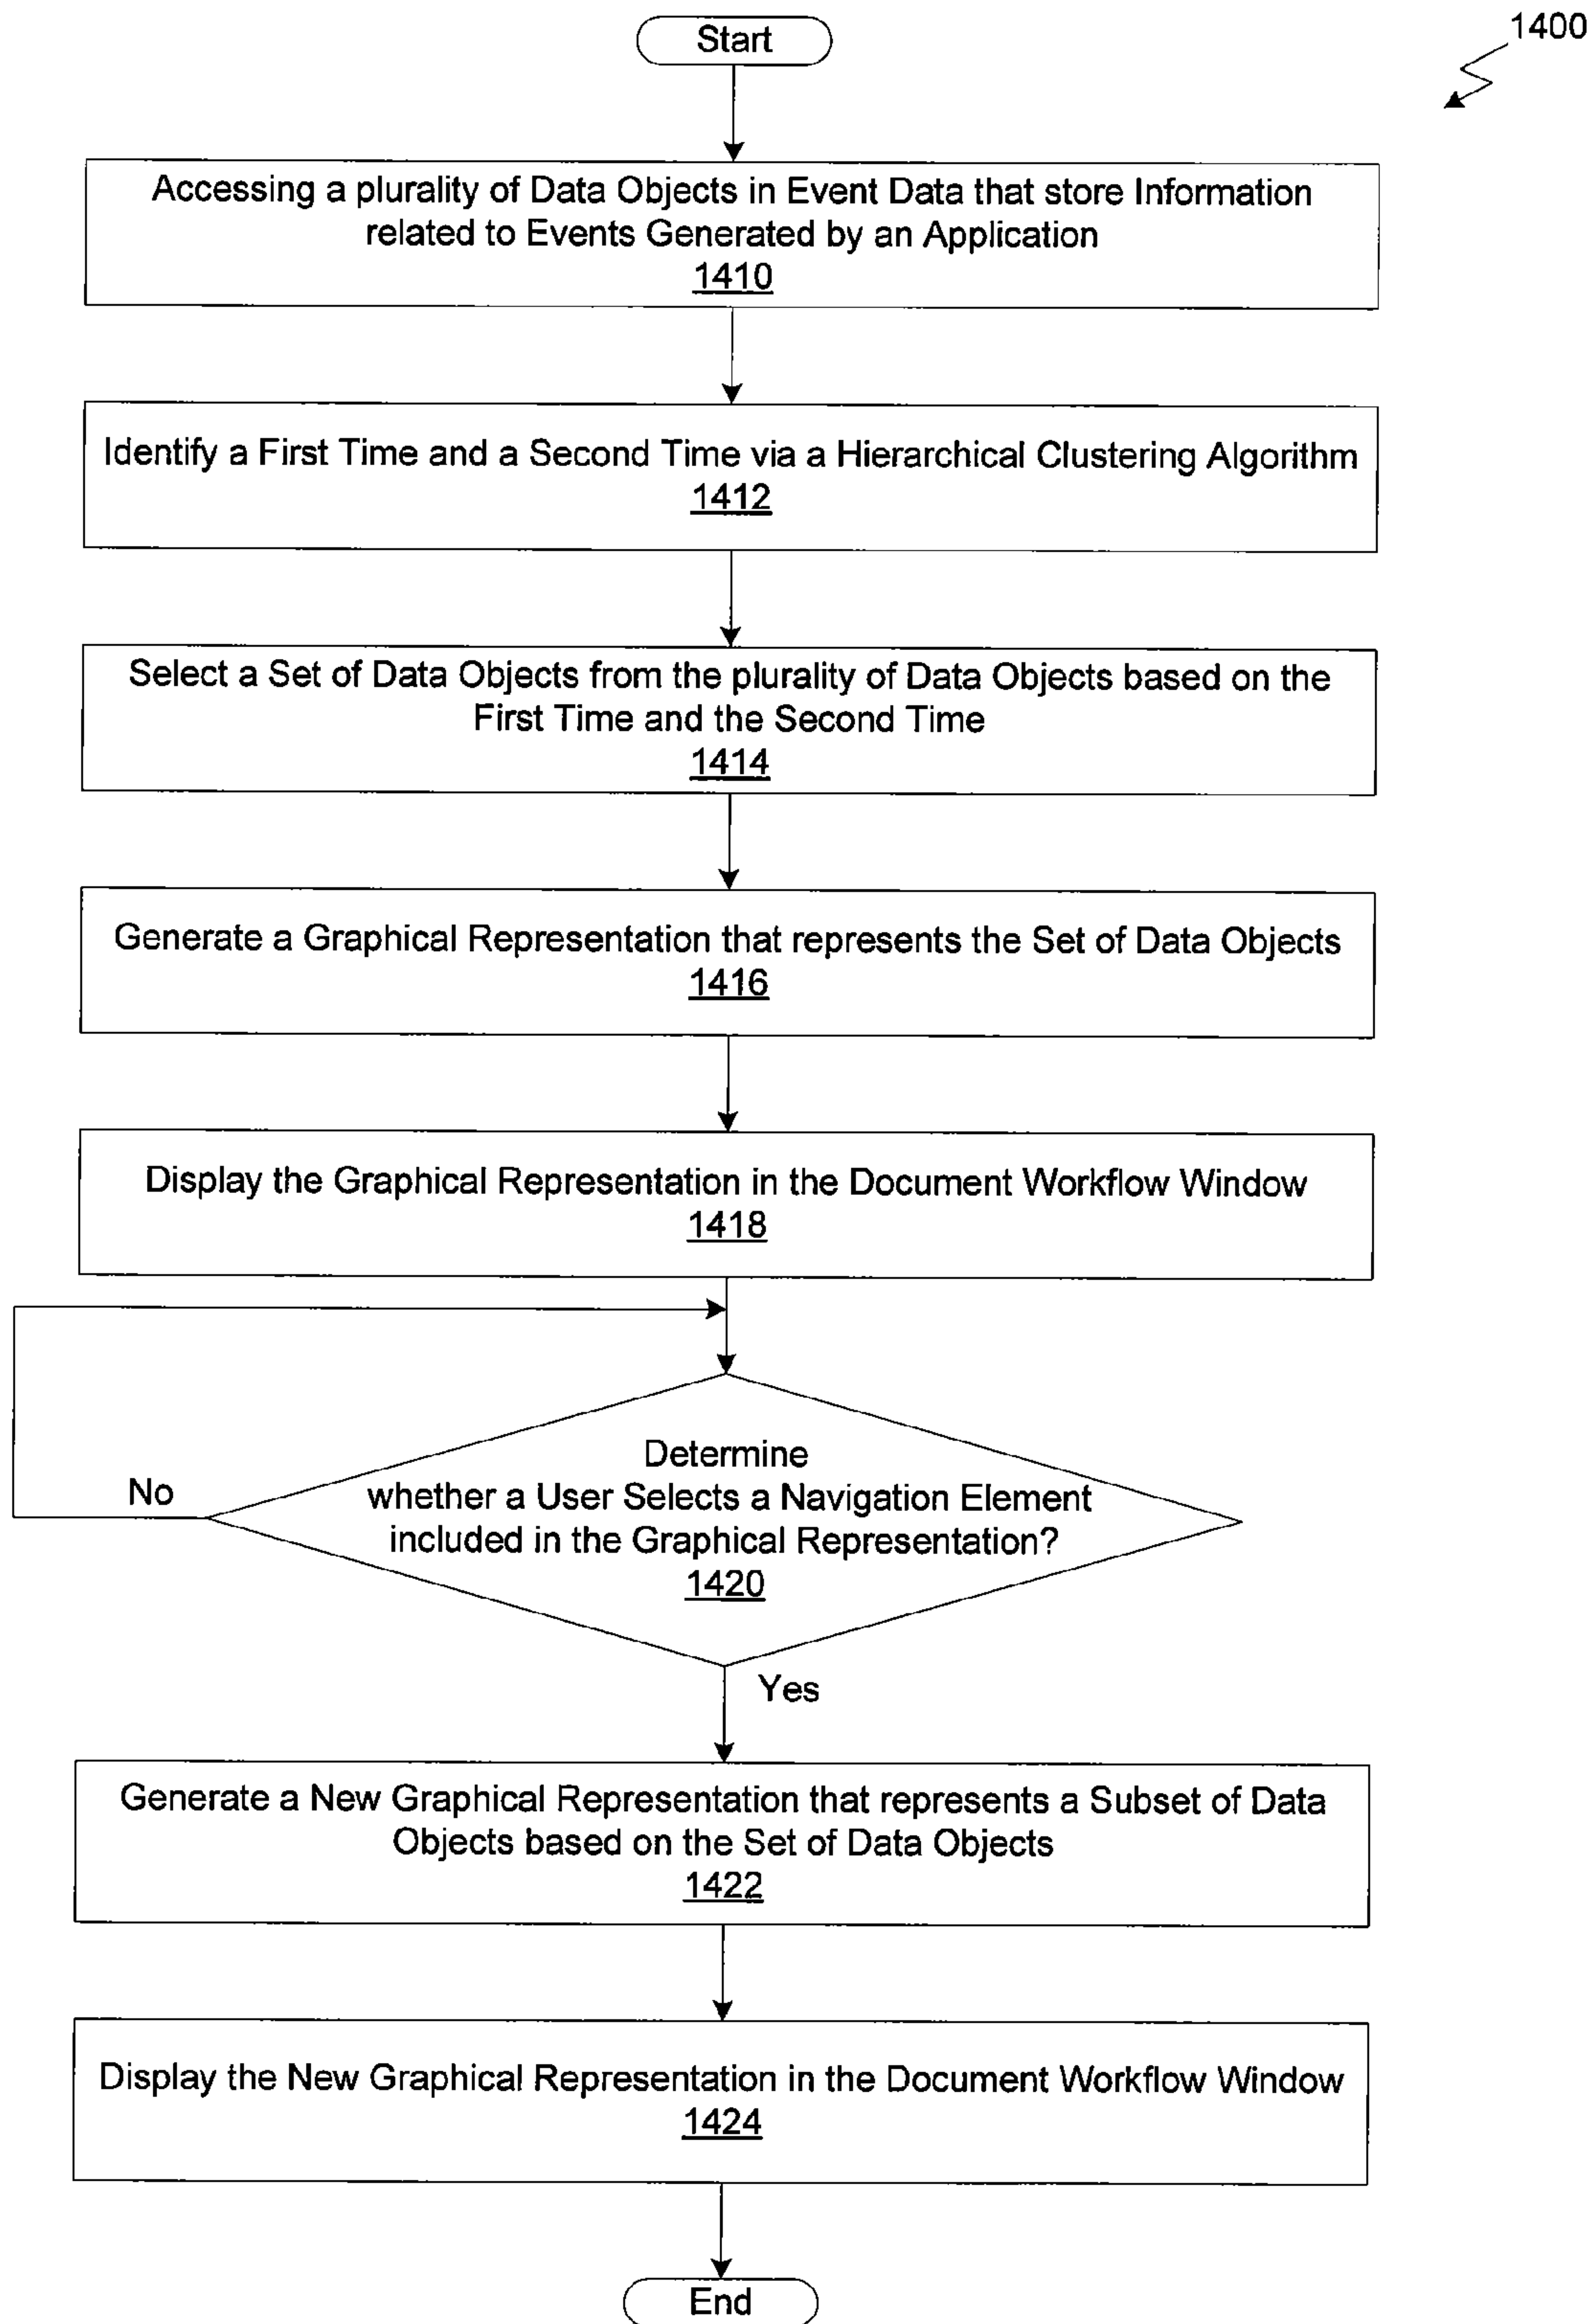 1400
Start
Accessing a plurality of Data Objects in Event Data that store Information
related to Events Generated by an Application
1410
Identify a First Time and a Second Time via a Hierarchical Clustering Algorithm
1412
Select a Set of Data Objects from the plurality of Data Objects based on the
First Time and the Second Time
1414
Generate a Graphical Representation that represents the Set of Data Objects
1416
Display the Graphical Representation in the Document Workflow Window
1418
Determine
whether a User Selects a Navigation Element
included in the Graphical Representation?
1420
No
Yes
Generate a New Graphical Representation that represents a Subset of Data
Objects based on the Set of Data Objects
1422
Display the New Graphical Representation in the Document Workflow Window
1424
End